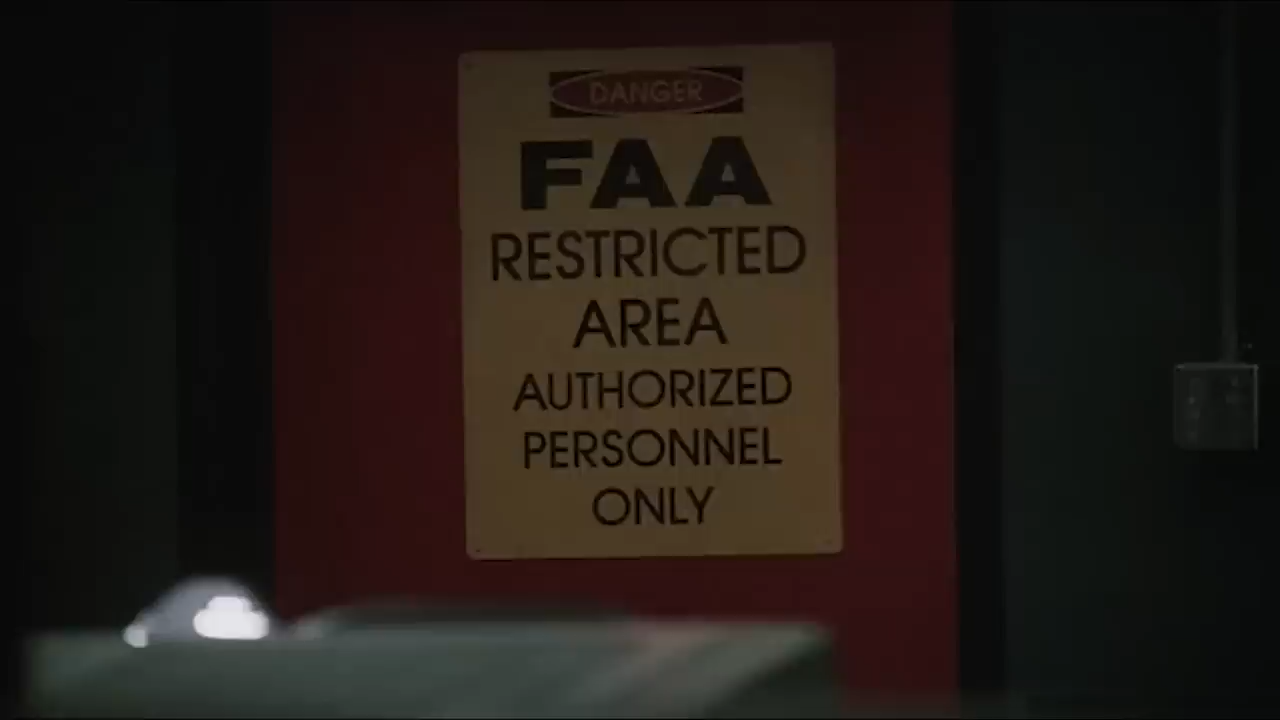 DANGER
FAA
RESTRICTED
AREA
AUTHORIZED
PERSONNEL
ONLY